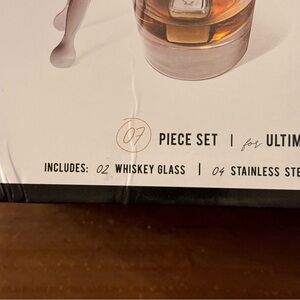 07 PIECE SET | for ULTIM
INCLUDES: 02 WHISKEY GLASS | 04 STAINLESS STE